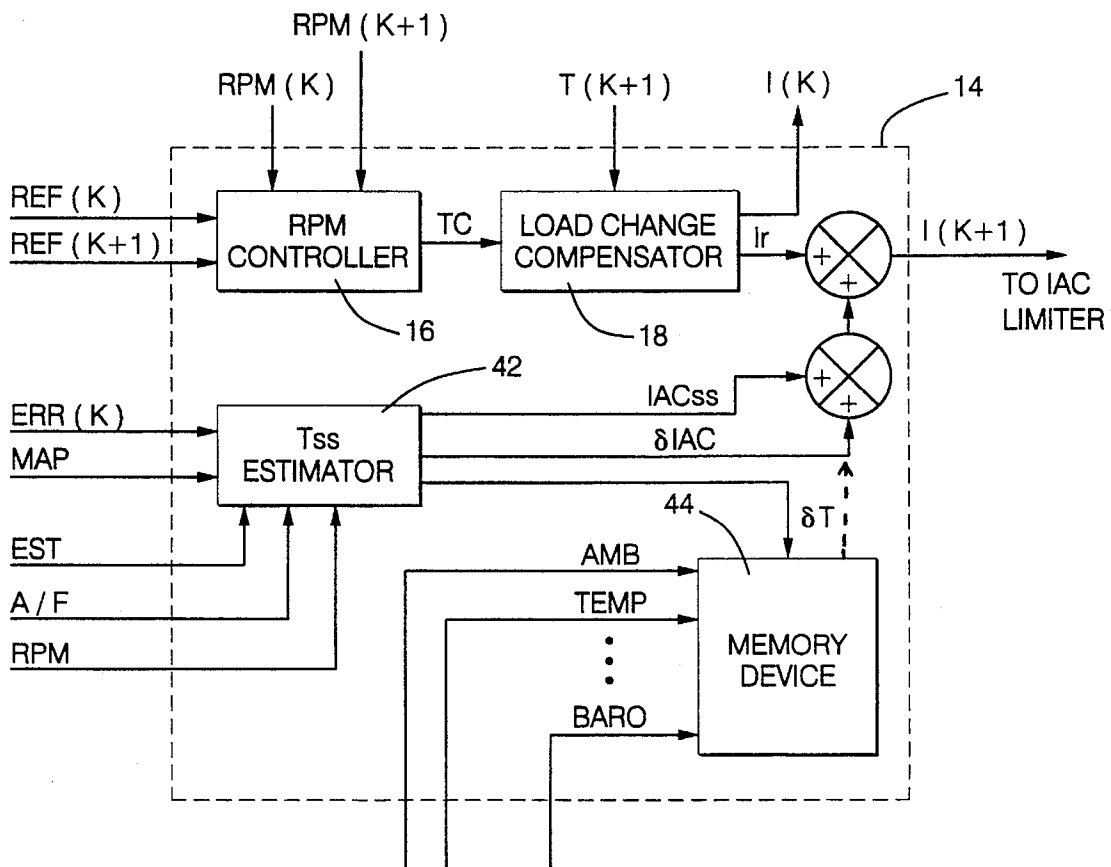 RPM (K+1)
RPM (K)
T (K+1)
I (K)
14
REF (K)
REF (K+1)
RPM
CONTROLLER
TC
LOAD CHANGE
COMPENSATOR
Ir
I (K+1)
TO IAC
LIMITER
16
18
42
ERR (K)
MAP
Tss
ESTIMATOR
IACss
δIAC
44
δT
EST
A / F
RPM
AMB
TEMP
BARO
MEMORY
DEVICE
+
+
+
+